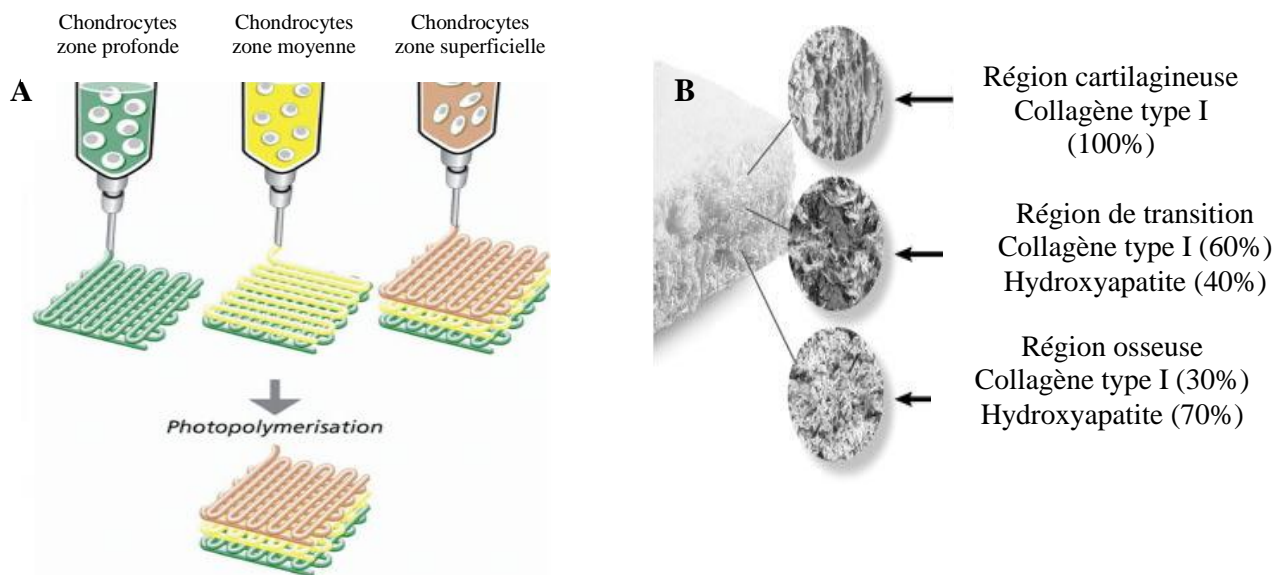 Chondrocytes
zone profonde
Chondrocytes
zone moyenne
Chondrocytes
zone superficielle
A
Photopolymerisation
B
Région cartilagineuse
Collagène type I
(100%)
Région de transition
Collagène type I (60%)
Hydroxyapatite (40%)
Région osseuse
Collagène type I (30%)
Hydroxyapatite (70%)